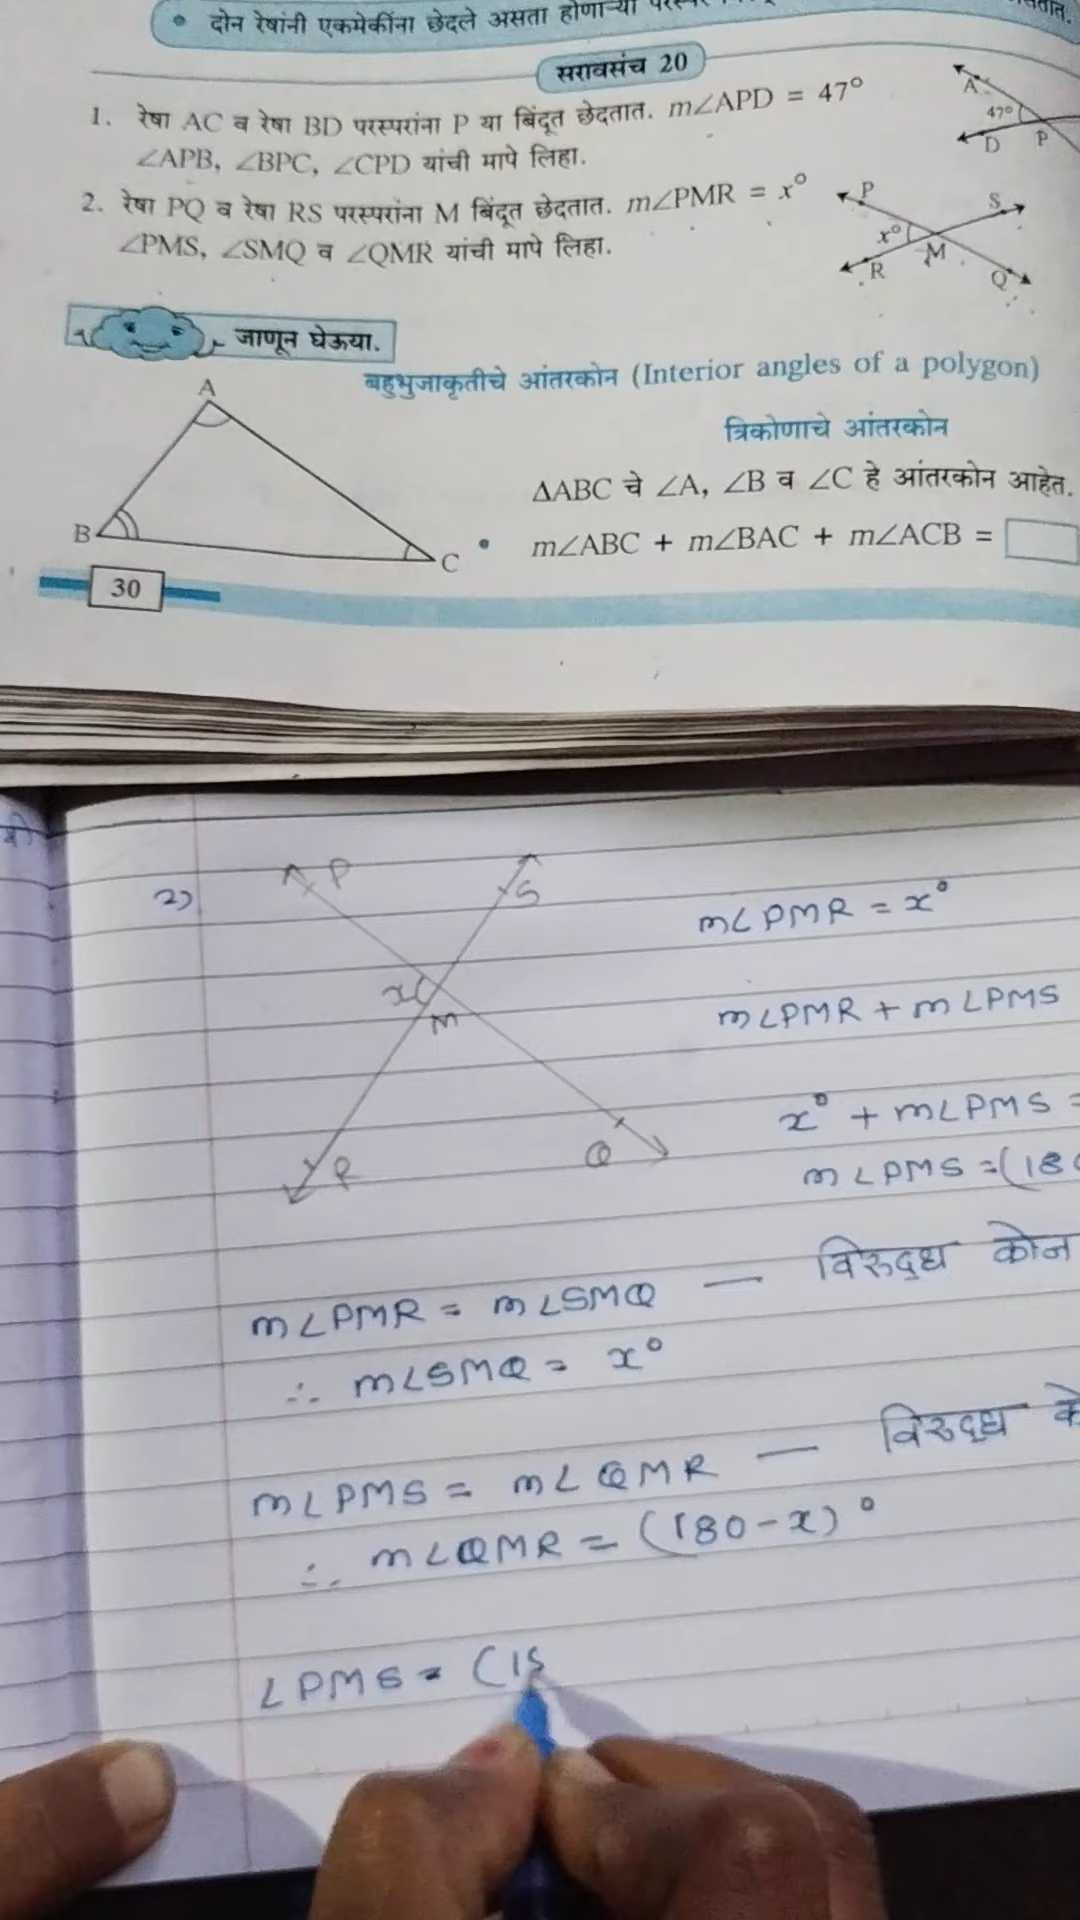 • दोन रेषांनी एकमेकींना छेदले असता होणाऱ्या
सरावसंच 20
1. रेषा AC व रेषा BD परस्परांना P या बिंदूत छेदतात. m∠APD = 47°
∠APB, ∠BPC, ∠CPD यांची मापे लिहा.
A
47°
D
P
2. रेषा PQ व रेषा RS परस्परांना M बिंदूत छेदतात. m∠PMR = x°
∠PMS, ∠SMQ व ∠QMR यांची मापे लिहा.
P
S
x°
M
R
Q
जाणून घेऊया.
बहुभुजाकृतीचे आंतरकोन (Interior angles of a polygon)
त्रिकोणाचे आंतरकोन
A
B
C
ΔABC चे ∠A, ∠B व ∠C हे आंतरकोन आहेत.
• m∠ABC + m∠BAC + m∠ACB =
30
2)
P
S
x
M
R
Q
m∠PMR = x°
m∠PMR + m∠PMS
x° + m∠PMS =
m∠PMS = (18
m∠PMR = m∠SMQ — विरुद्ध कोन
∴ m∠SMQ = x°
m∠PMS = m∠QMR — विरुद्ध
∴ m∠QMR = (180-x)°
∠PMS = (18